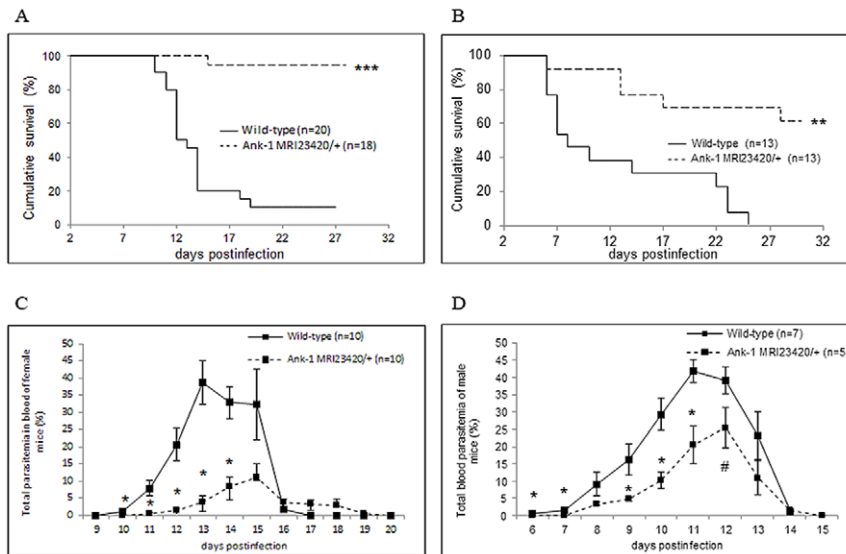 A
B
100
80
60
40
20
0
Cumulative survival (%)
***
Wild-type (n=20)
Ank-1 MRI23420/+ (n=18)
2 7 12 17 22 27 32
days postinfection
100
80
60
40
20
0
Cumulative survival (%)
**
Wild-type (n=13)
Ank-1 MRI23420/+ (n=13)
2 7 12 17 22 27 32
days postinfection
C
D
50
45
40
35
30
25
20
15
10
5
0
Total parasitemia in blood of female
mice (%)
Wild-type (n=10)
Ank-1 MRI23420/+ (n=10)
* * * * *
9 10 11 12 13 14 15 16 17 18 19 20
days postinfection
50
45
40
35
30
25
20
15
10
5
0
Total blood parasitemia of male
mice (%)
Wild-type (n=7)
Ank-1 MRI23420/+ (n=5
* * * * * #
6 7 8 9 10 11 12 13 14 15
days postinfection